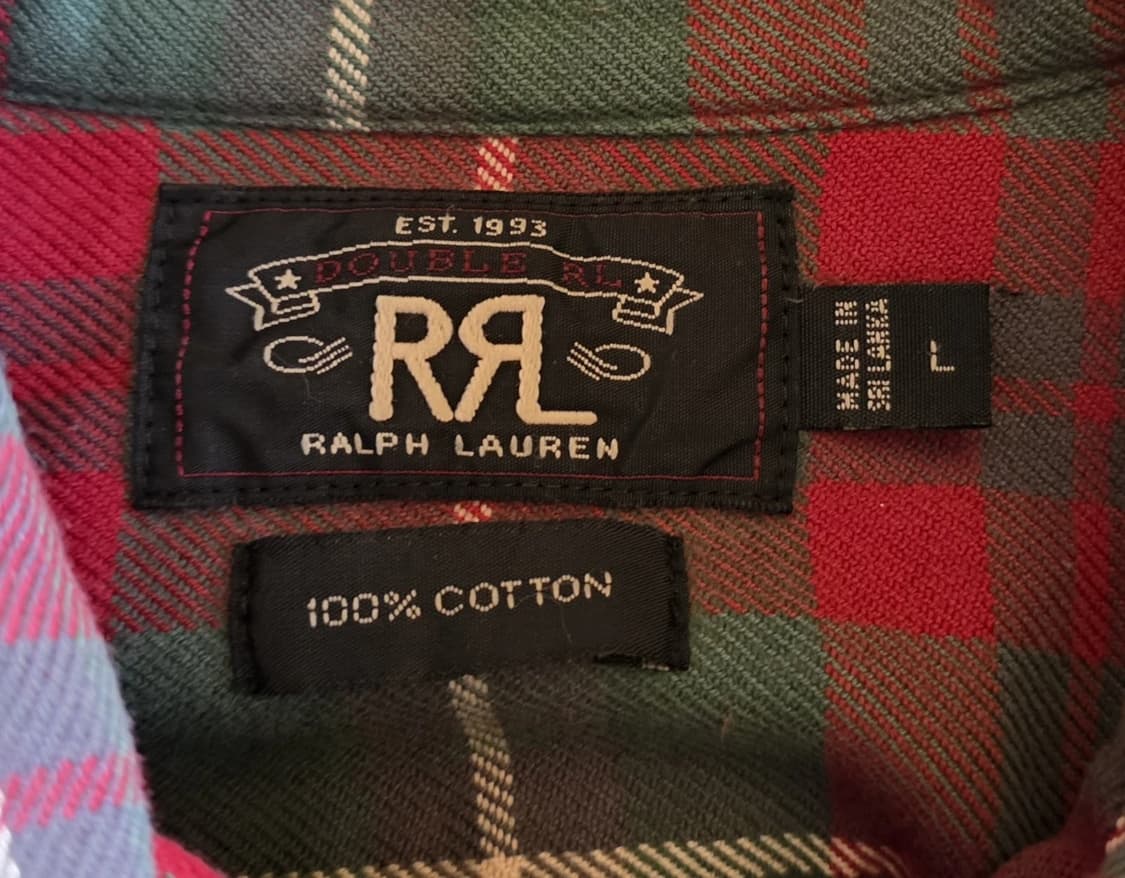 EST. 1993
DOUBLE RL
RRL
RALPH LAUREN
MADE IN
SRI LANKA
L
100% COTTON